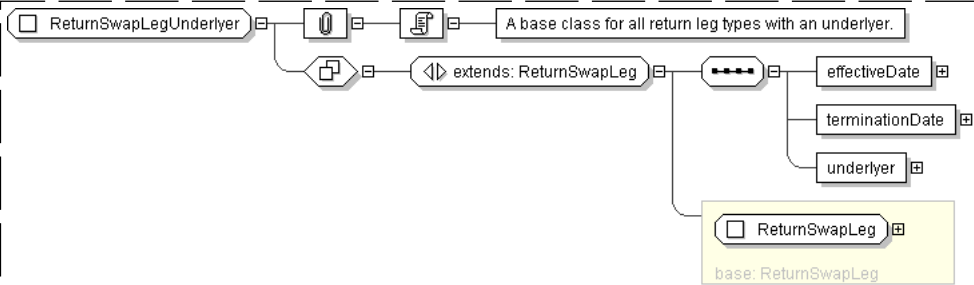 ReturnSwapLegUnderlyer
A base class for all return leg types with an underlyer.
extends: ReturnSwapLeg
effectiveDate
terminationDate
underlyer
ReturnSwapLeg
base: ReturnSwapLeg